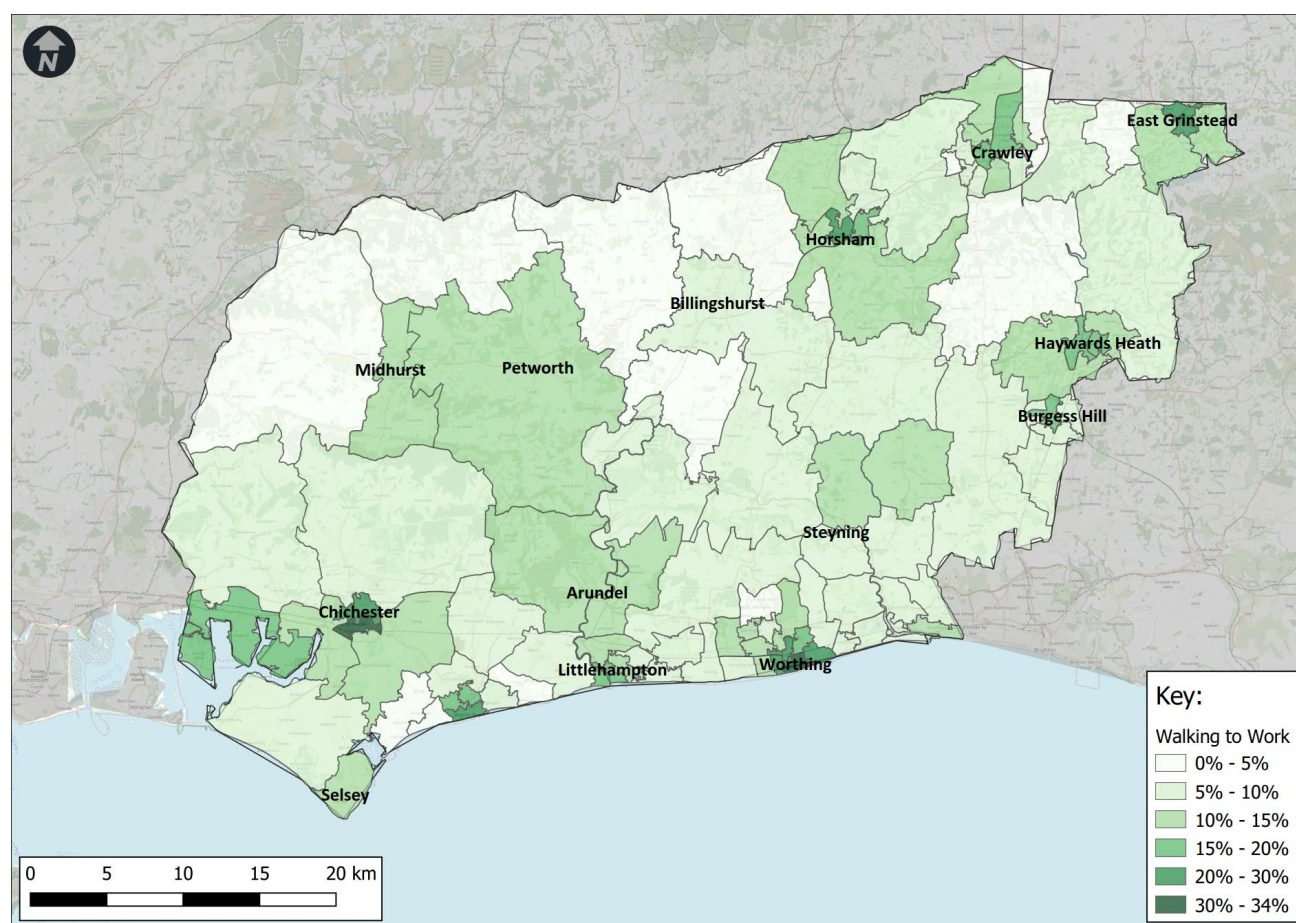 N
East Grinstead
Crawley
Horsham
Billingshurst
Haywards Heath
Midhurst
Petworth
Burgess Hill
Steyning
Arundel
Chichester
Littlehampton
Worthing
Selsey
Key:
Walking to Work
0% - 5%
5% - 10%
10% - 15%
15% - 20%
20% - 30%
30% - 34%
0 5 10 15 20 km